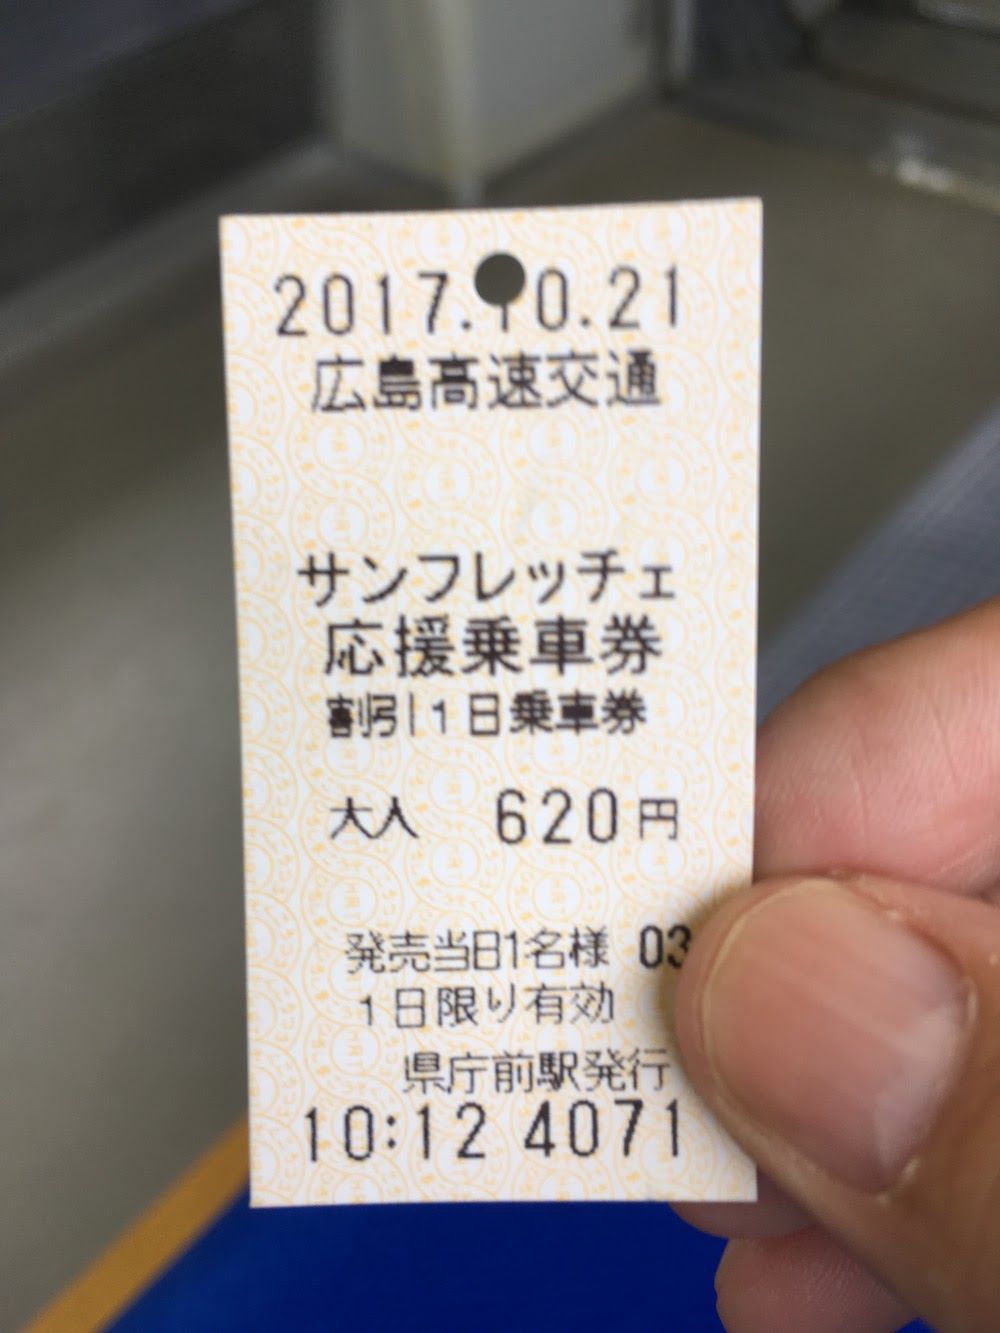 2017.10.21
広島高速交通
サンフレッチェ
応援乗車券
割引1日乗車券
大人 620円
発売当日1名様 03
1日限り有効
県庁前駅発行
10:12 4071